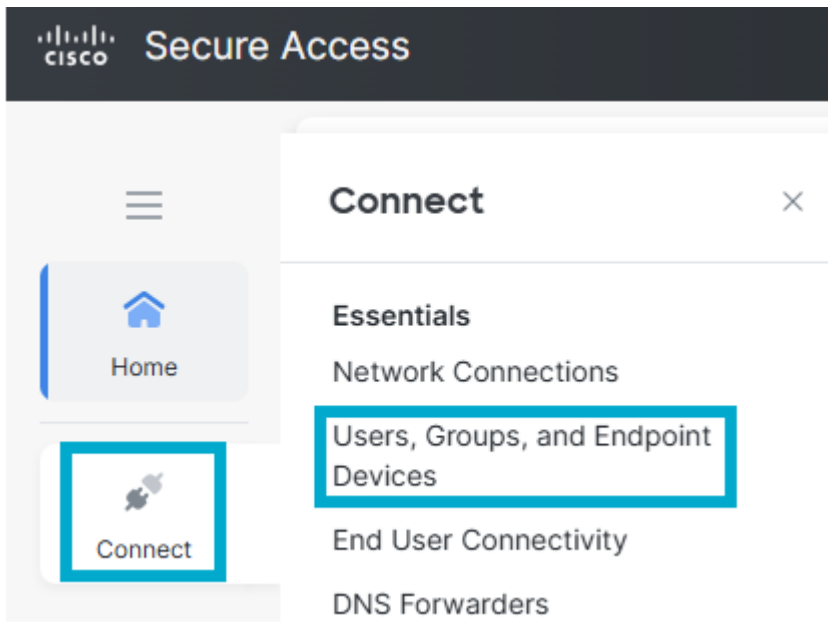 cisco Secure Access
Connect
Home
Connect
Essentials
Network Connections
Users, Groups, and Endpoint
Devices
End User Connectivity
DNS Forwarders